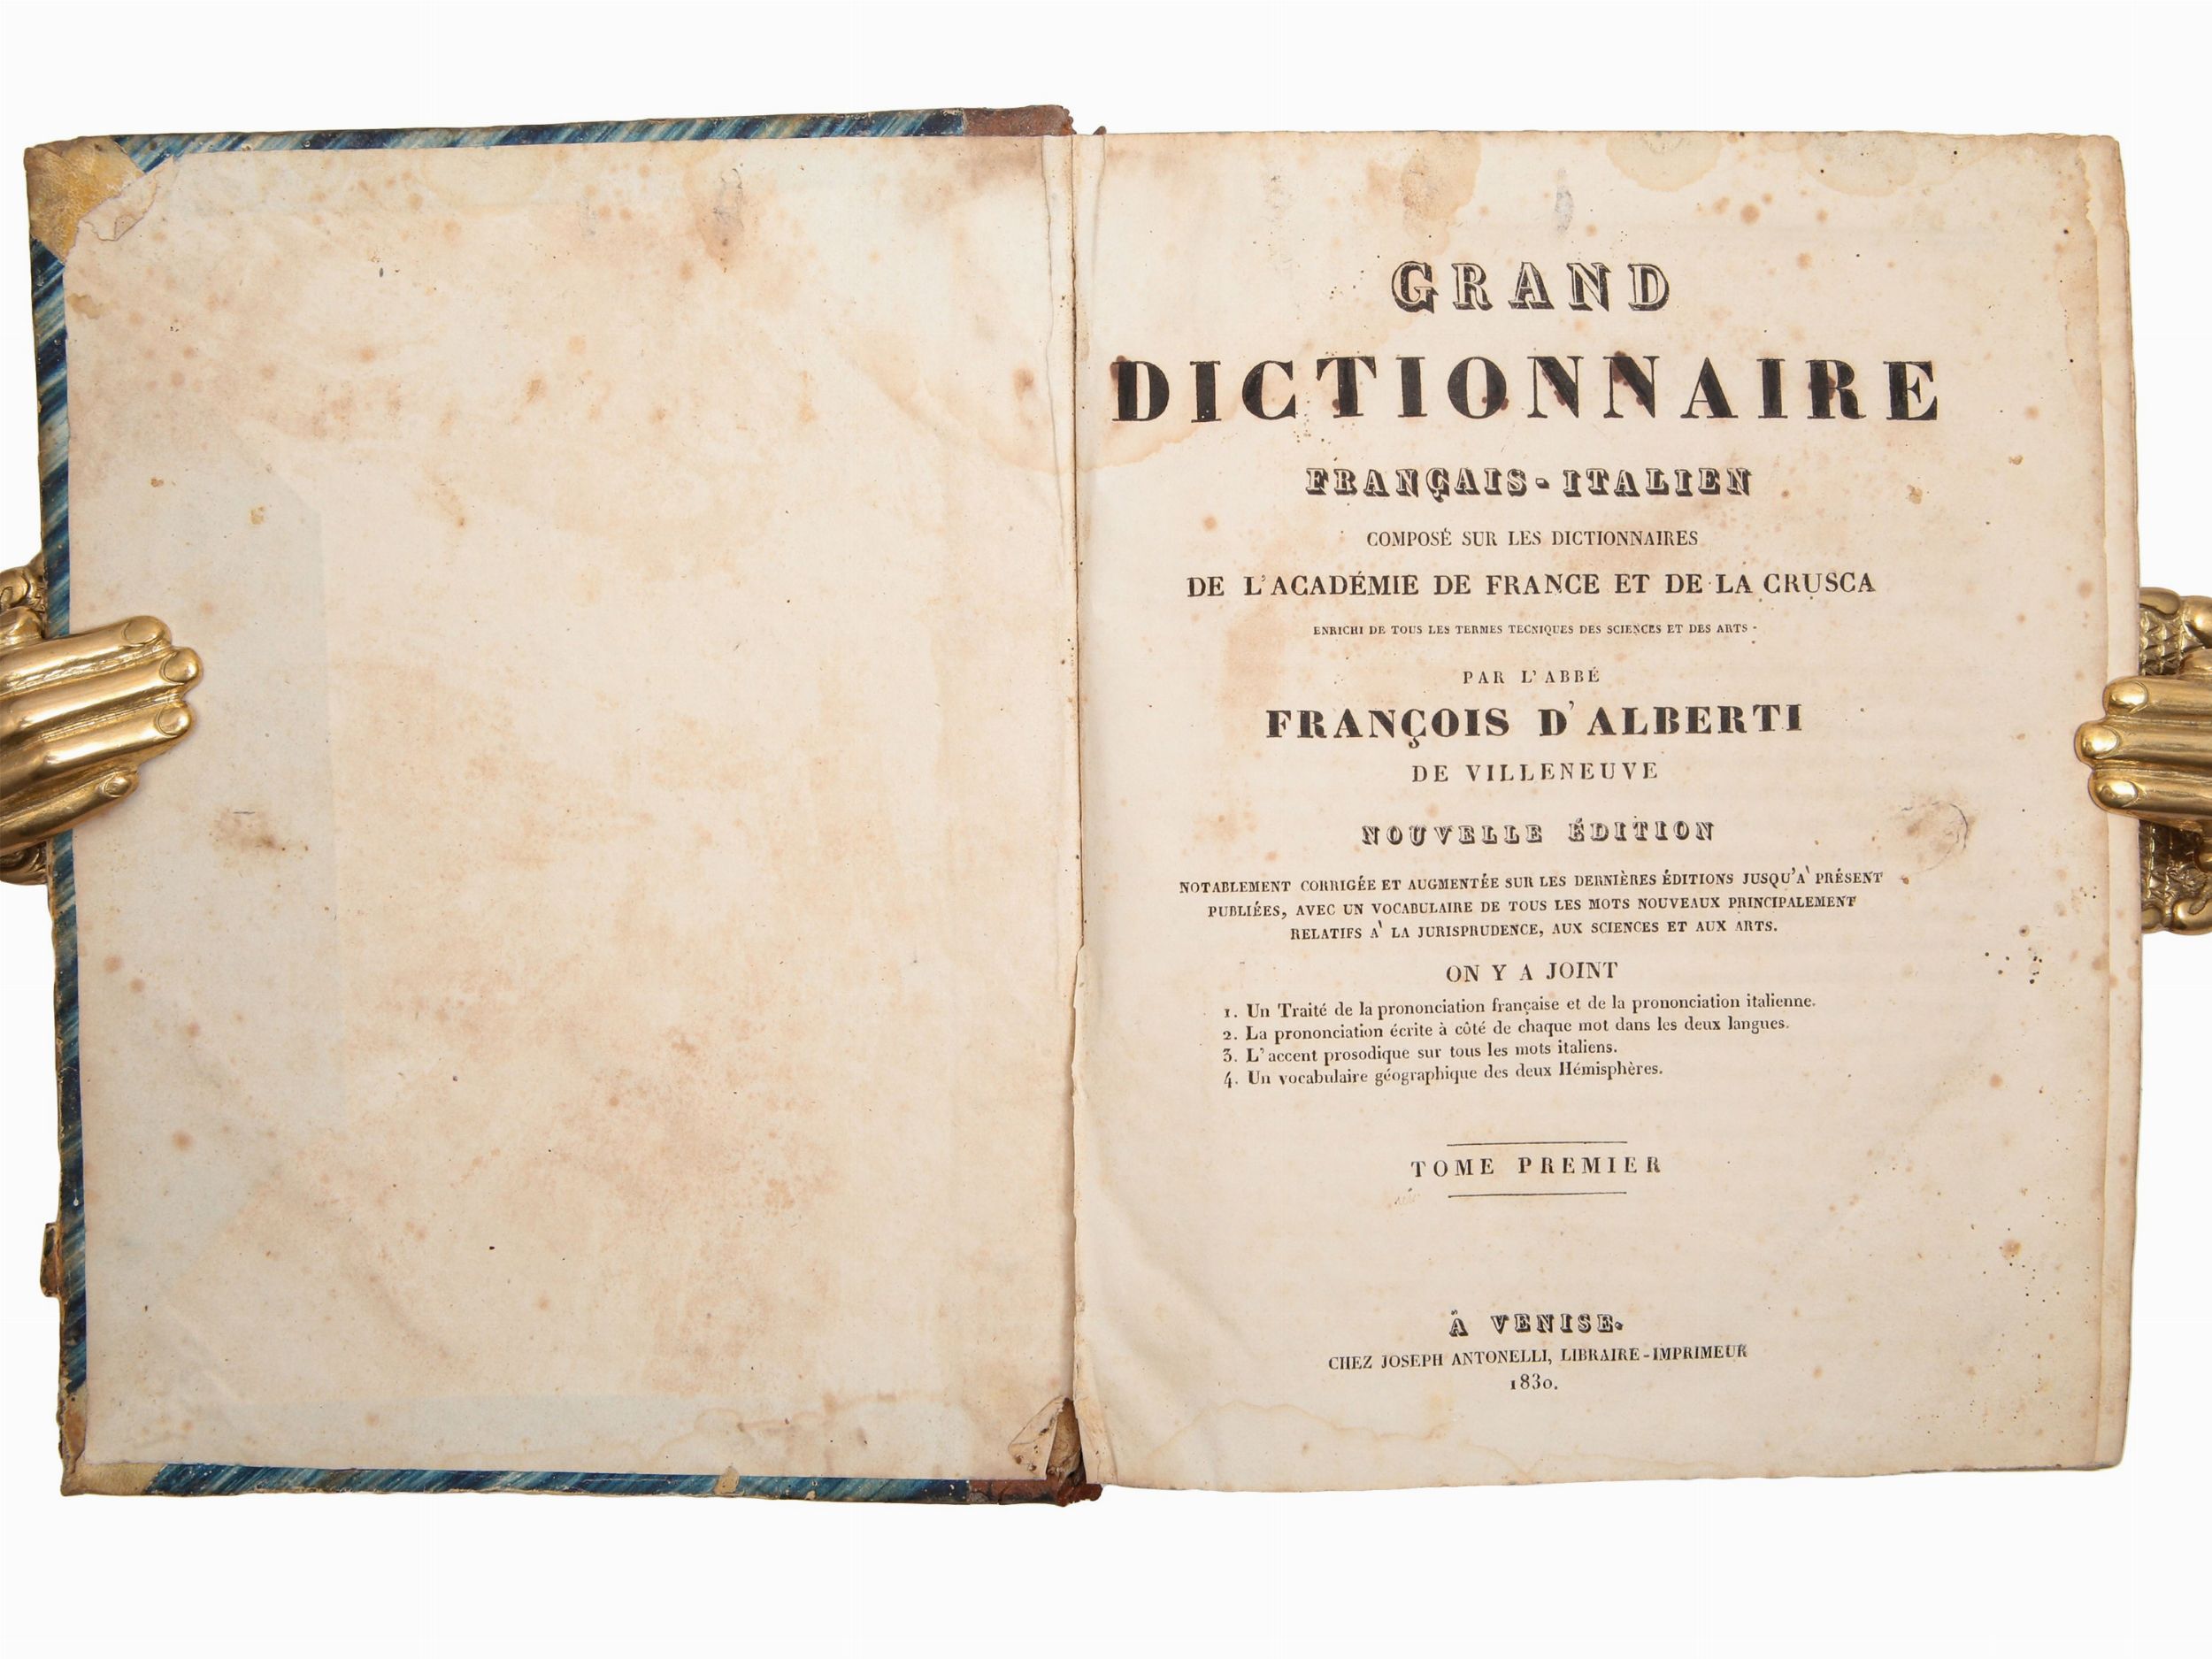 GRAND
DICTIONNAIRE
FRANÇAIS-ITALIEN
COMPOSÉ SUR LES DICTIONNAIRES
DE L'ACADÉMIE DE FRANCE ET DE LA CRUSCA
ENRICHI DE TOUS LES TERMES TECNIQUES DES SCIENCES ET DES ARTS
PAR L'ABBÉ
FRANÇOIS D'ALBERTI
DE VILLENEUVE
NOUVELLE ÉDITION
NOTABLEMENT CORRIGÉE ET AUGMENTÉE SUR LES DERNIÈRES ÉDITIONS JUSQU'A' PRÉSENT
PUBLIÉES, AVEC UN VOCABULAIRE DE TOUS LES MOTS NOUVEAUX PRINCIPALEMENT
RELATIFS A' LA JURISPRUDENCE, AUX SCIENCES ET AUX ARTS.
ON Y A JOINT
1. Un Traité de la prononciation française et de la prononciation italienne.
2. La prononciation écrite à côté de chaque mot dans les deux langues.
3. L'accent prosodique sur tous les mots italiens.
4. Un vocabulaire géographique des deux Hémisphères.
TOME PREMIER
À VENISE.
CHEZ JOSEPH ANTONELLI, LIBRAIRE-IMPRIMEUR
1830.